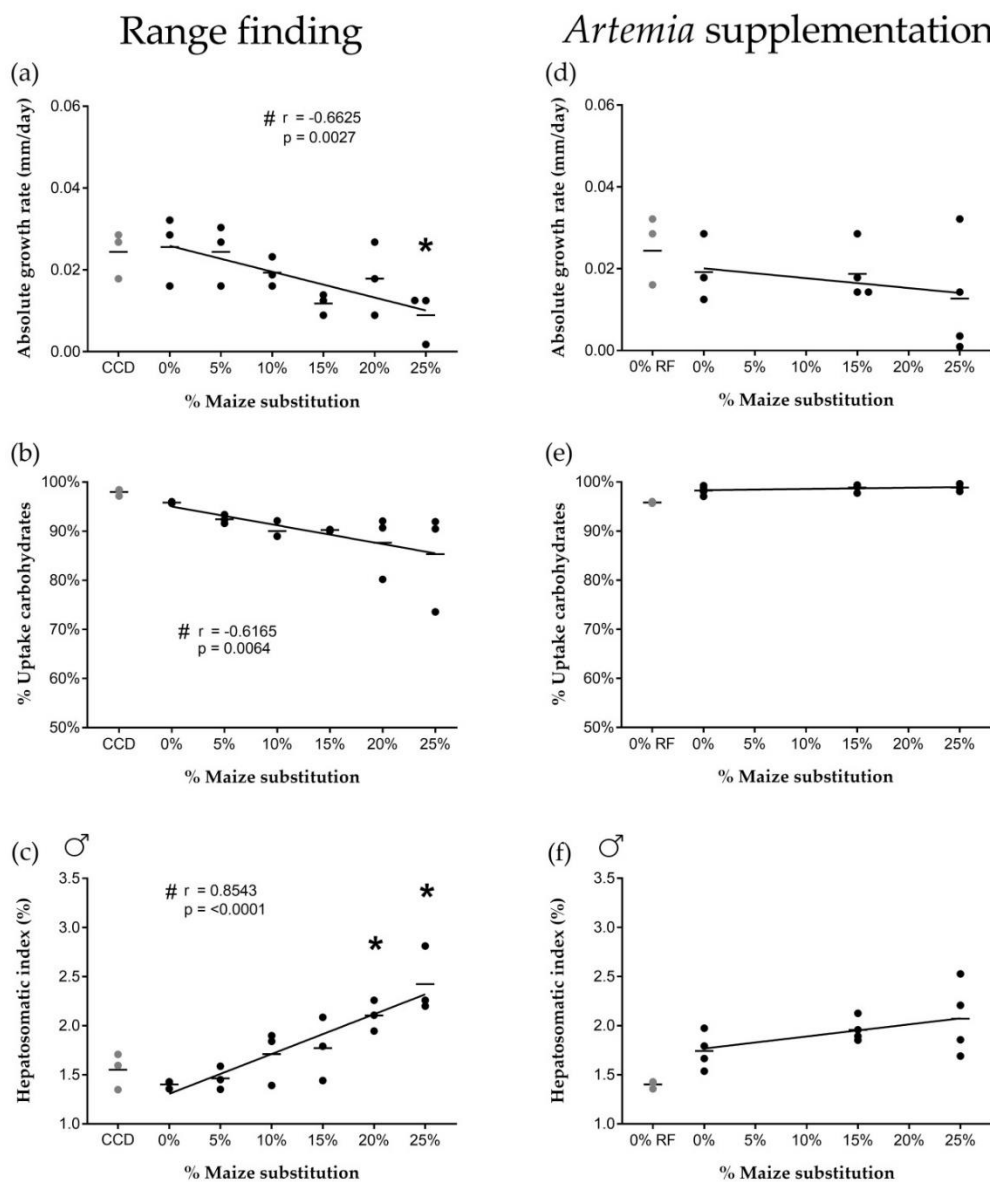 Range finding
Artemia supplementation
(a)
Absolute growth rate (mm/day)
0.06
0.04
0.02
0.00
# r = -0.6625
p = 0.0027
*
CCD 0% 5% 10% 15% 20% 25%
% Maize substitution
(d)
Absolute growth rate (mm/day)
0.06
0.04
0.02
0.00
0% RF 0% 5% 10% 15% 20% 25%
% Maize substitution
(b)
% Uptake carbohydrates
100%
90%
80%
70%
60%
50%
# r = -0.6165
p = 0.0064
CCD 0% 5% 10% 15% 20% 25%
% Maize substitution
(e)
% Uptake carbohydrates
100%
90%
80%
70%
60%
50%
0% RF 0% 5% 10% 15% 20% 25%
% Maize substitution
(c) ♂
Hepatosomatic index (%)
3.5
3.0
2.5
2.0
1.5
1.0
# r = 0.8543
p = <0.0001
*
*
CCD 0% 5% 10% 15% 20% 25%
% Maize substitution
(f) ♂
Hepatosomatic index (%)
3.5
3.0
2.5
2.0
1.5
1.0
0% RF 0% 5% 10% 15% 20% 25%
% Maize substitution